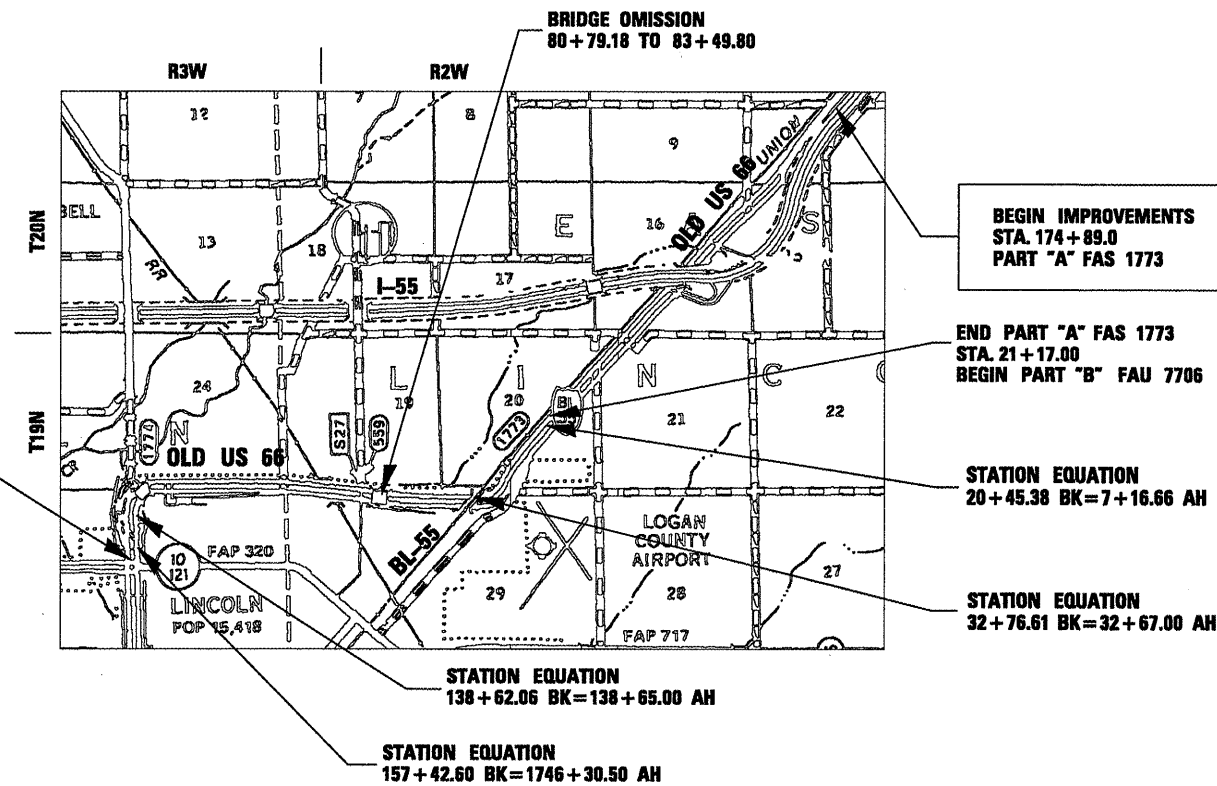 BRIDGE OMISSION
80+79.18 TO 83+49.80
R3W
R2W
12
8
9
UNION
OLD US 66
BELL
T20N
13
18
E
16
S
RR
I-55
17
BEGIN IMPROVEMENTS
STA. 174+89.0
PART "A" FAS 1773
END PART "A" FAS 1773
STA. 21+17.00
BEGIN PART "B" FAU 7706
L
I
N
C
24
19
20
21
22
T19N
1774
N
OLD US 66
S27
559
1773
STATION EQUATION
20+45.38 BK=7+16.66 AH
LOGAN
COUNTY
AIRPORT
BL-55
FAP 320
10
121
LINCOLN
POP 15,418
29
28
27
FAP 717
STATION EQUATION
32+76.61 BK=32+67.00 AH
STATION EQUATION
138+62.06 BK=138+65.00 AH
STATION EQUATION
157+42.60 BK=1746+30.50 AH